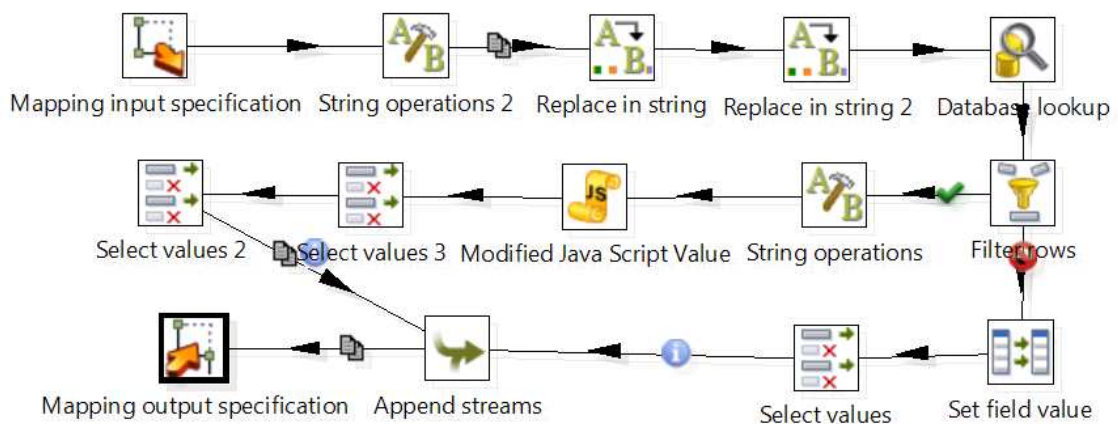 Mapping input specification
String operations 2
Replace in string
Replace in string 2
Database lookup
Select values 2
Select values 3
Modified Java Script Value
String operations
Filter rows
Mapping output specification
Append streams
Select values
Set field value